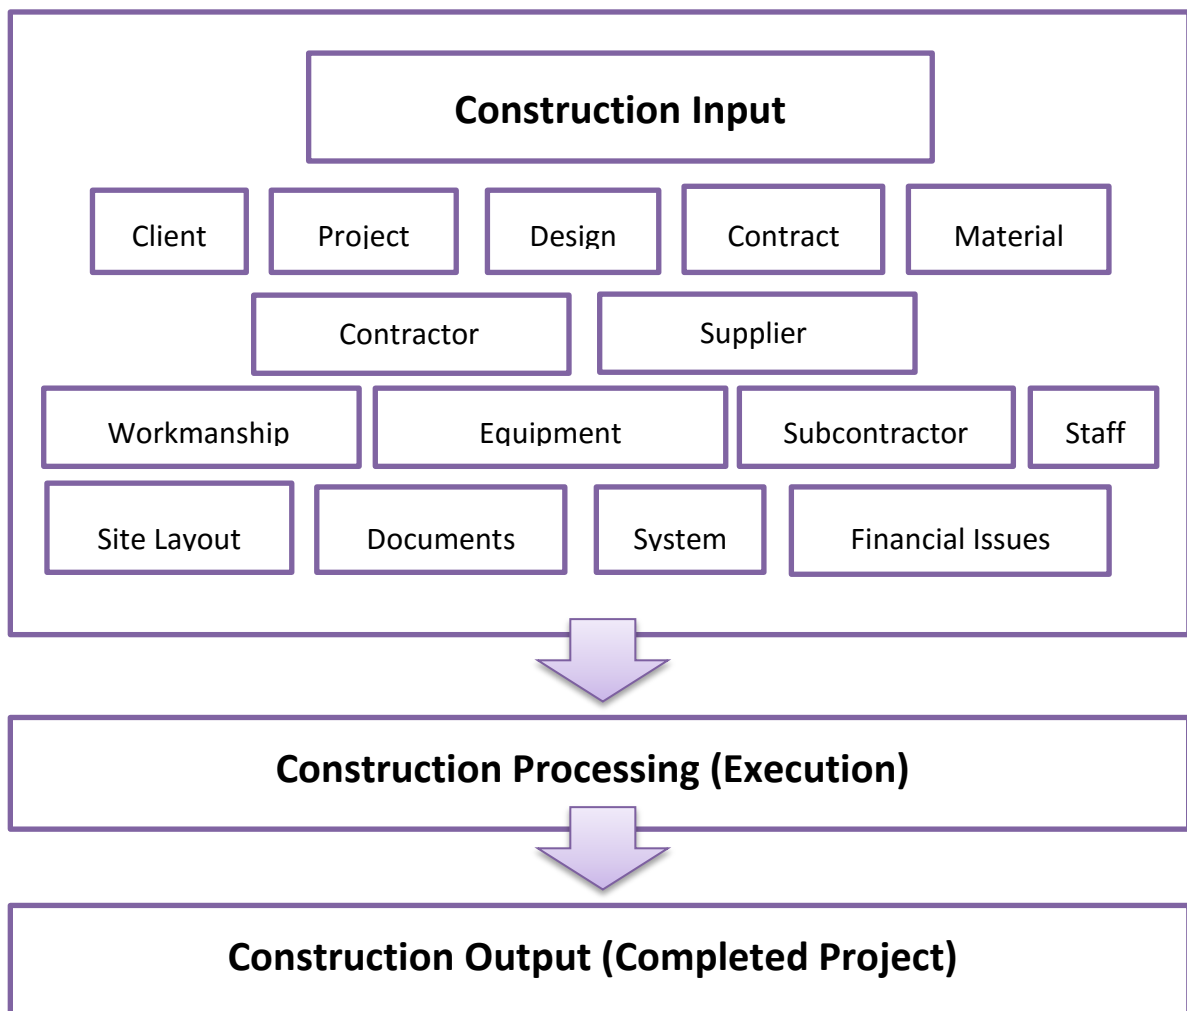 Construction Input
Client Project Design Contract Material
Contractor Supplier
Workmanship Equipment Subcontractor Staff
Site Layout Documents System Financial Issues
Construction Processing (Execution)
Construction Output (Completed Project)